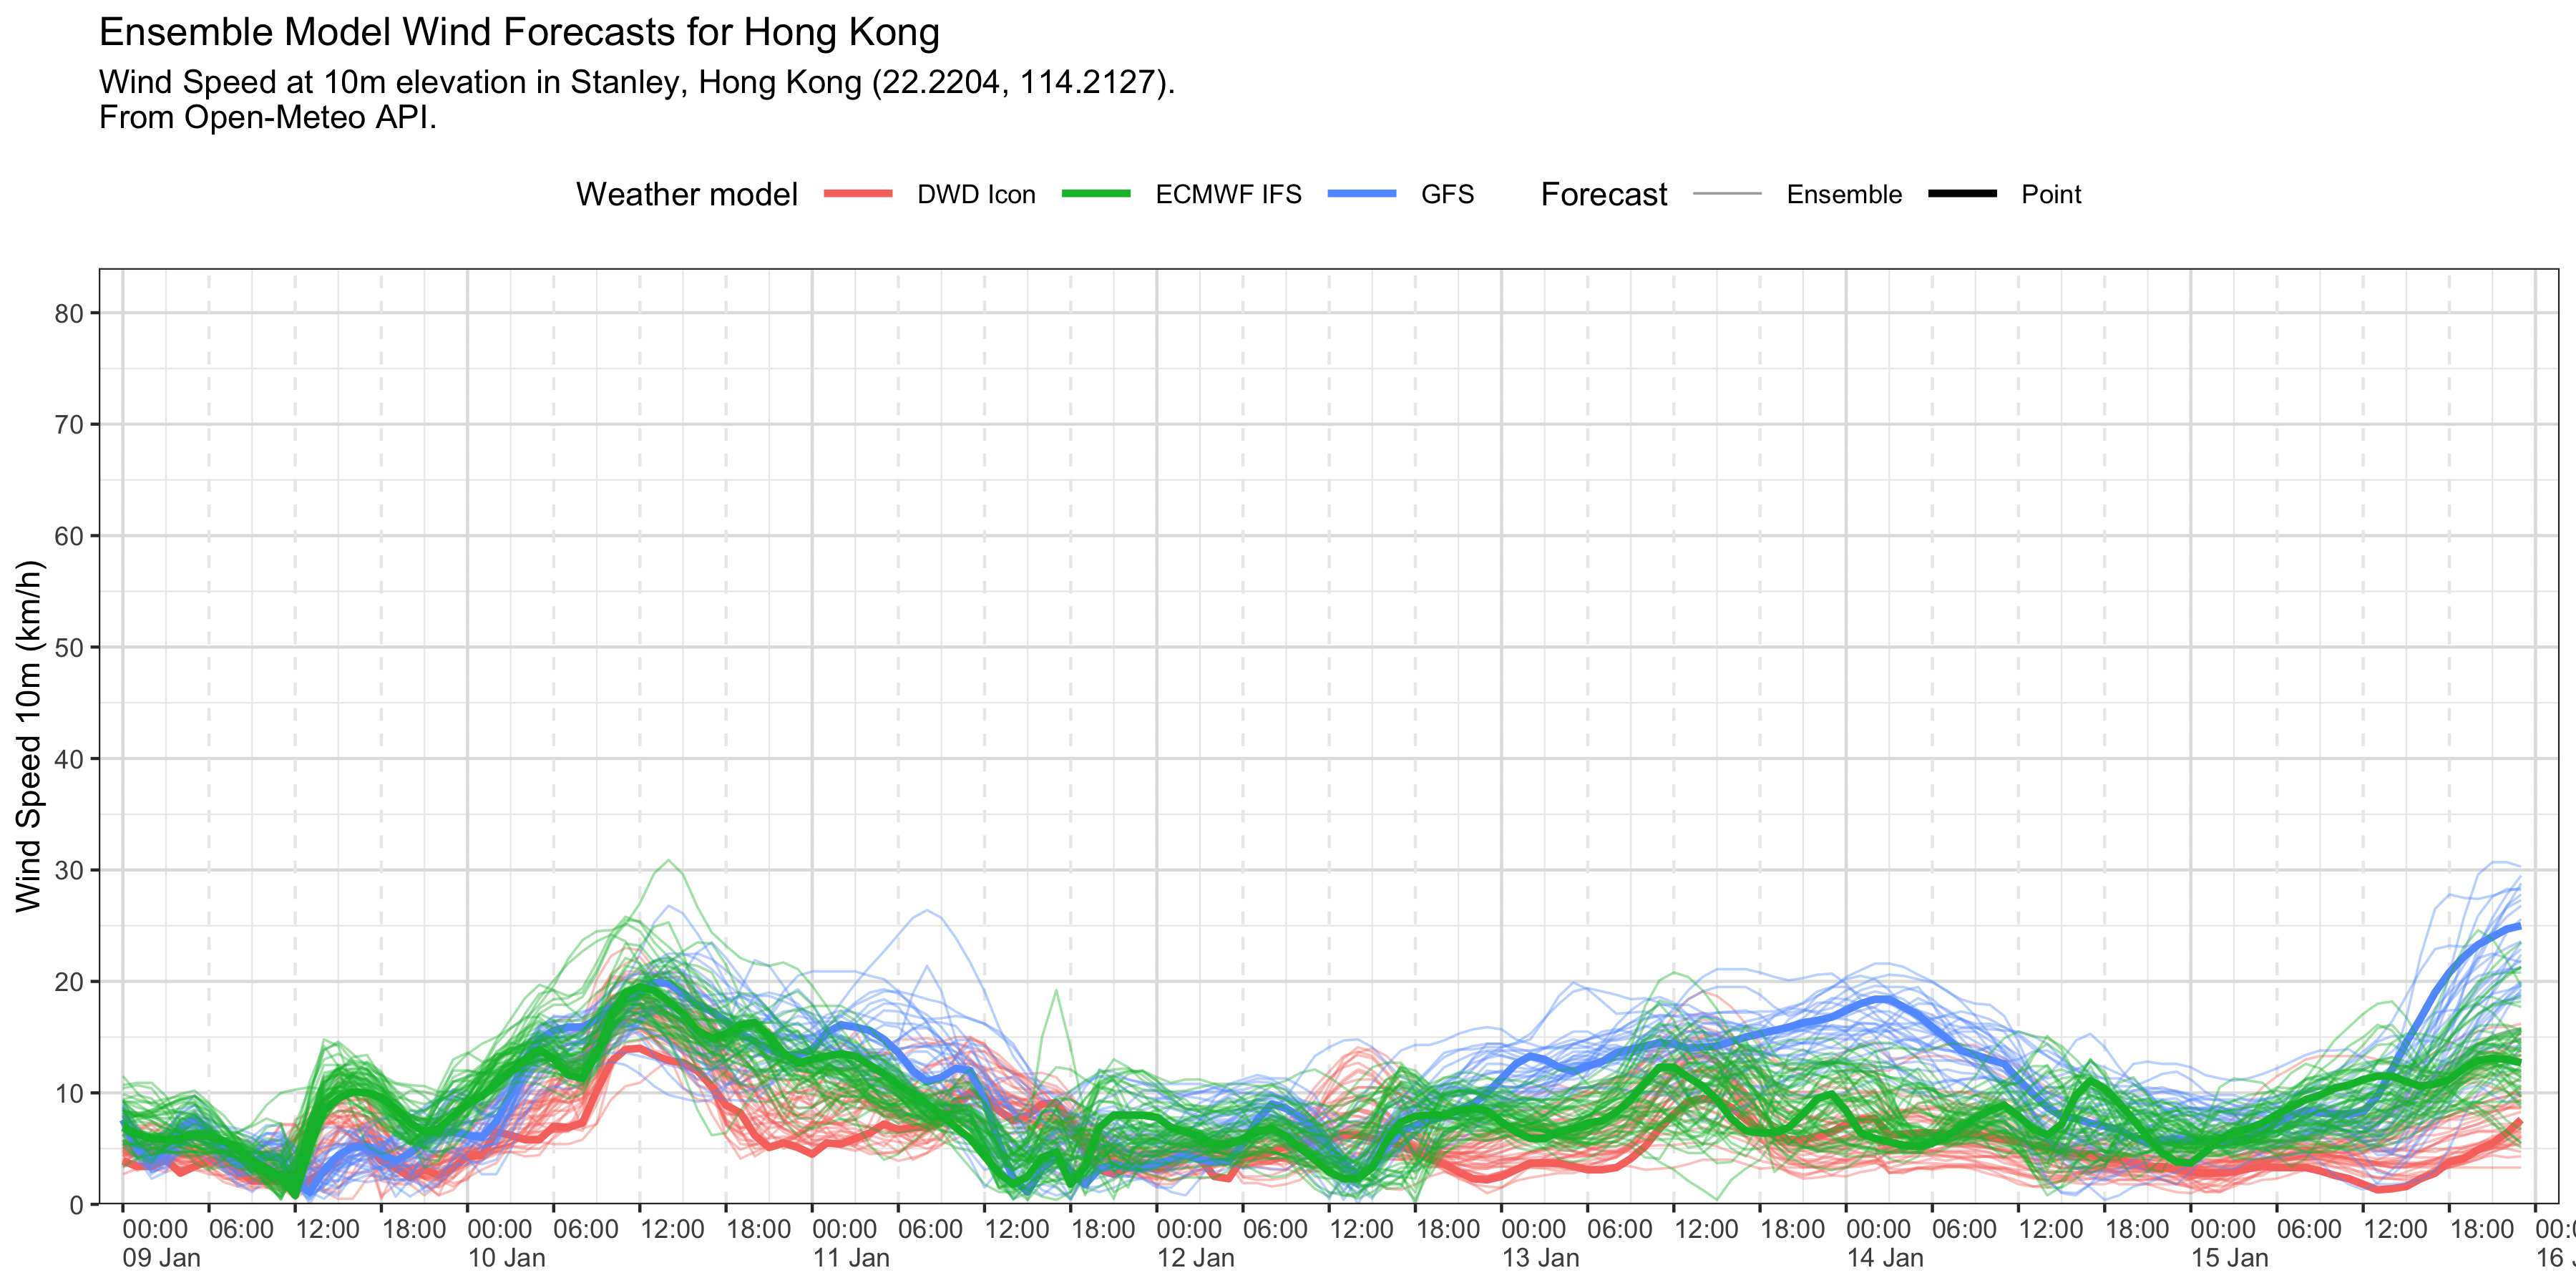 Ensemble Model Wind Forecasts for Hong Kong
Wind Speed at 10m elevation in Stanley, Hong Kong (22.2204, 114.2127).
From Open-Meteo API.
Weather model DWD Icon ECMWF IFS GFS Forecast Ensemble Point
Wind Speed 10m (km/h)
80
70
60
50
40
30
20
10
0
00:00 06:00 12:00 18:00 00:00 06:00 12:00 18:00 00:00 06:00 12:00 18:00 00:00 06:00 12:00 18:00 00:00 06:00 12:00 18:00 00:00 06:00 12:00 18:00 00:00 06:00 12:00 18:00
09 Jan 10 Jan 11 Jan 12 Jan 13 Jan 14 Jan 15 Jan 16